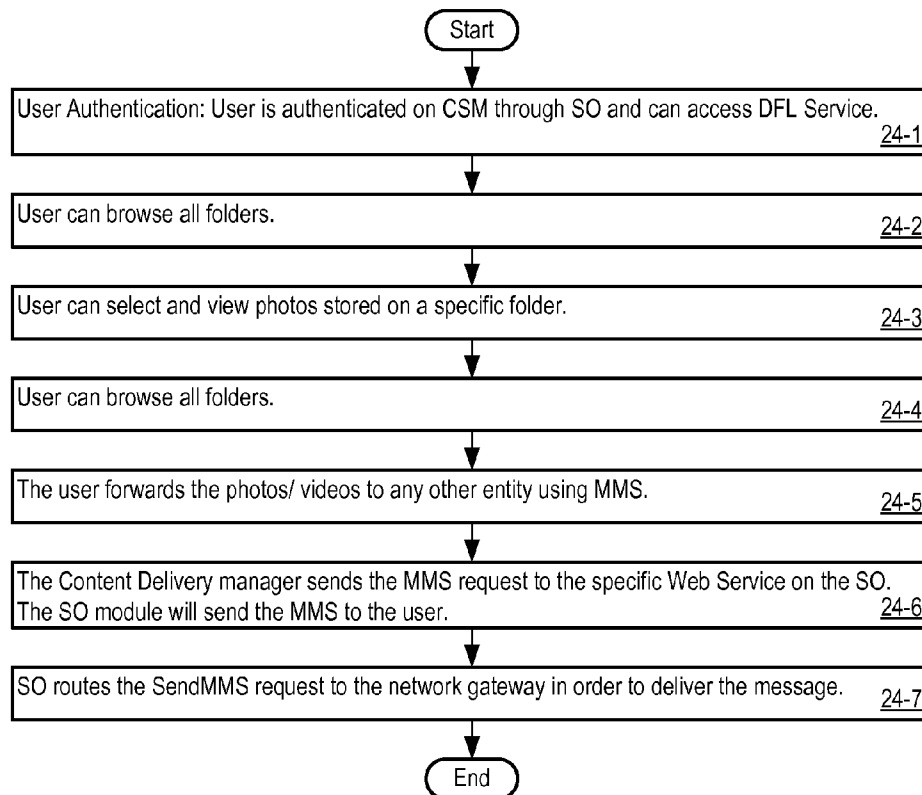 Start
User Authentication: User is authenticated on CSM through SO and can access DFL Service.
24-1
User can browse all folders.
24-2
User can select and view photos stored on a specific folder.
24-3
User can browse all folders.
24-4
The user forwards the photos/ videos to any other entity using MMS.
24-5
The Content Delivery manager sends the MMS request to the specific Web Service on the SO.
The SO module will send the MMS to the user.
24-6
SO routes the SendMMS request to the network gateway in order to deliver the message.
24-7
End